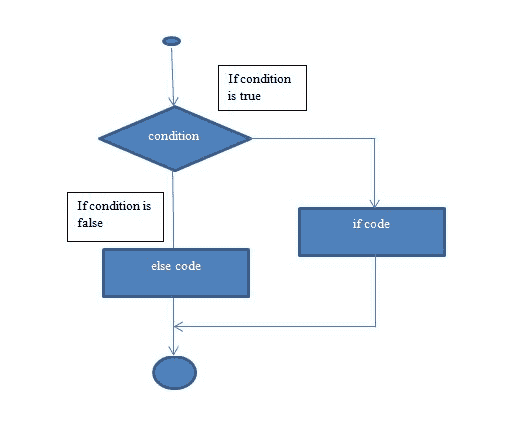 If condition
is true
condition
If condition is
false
if code
else code